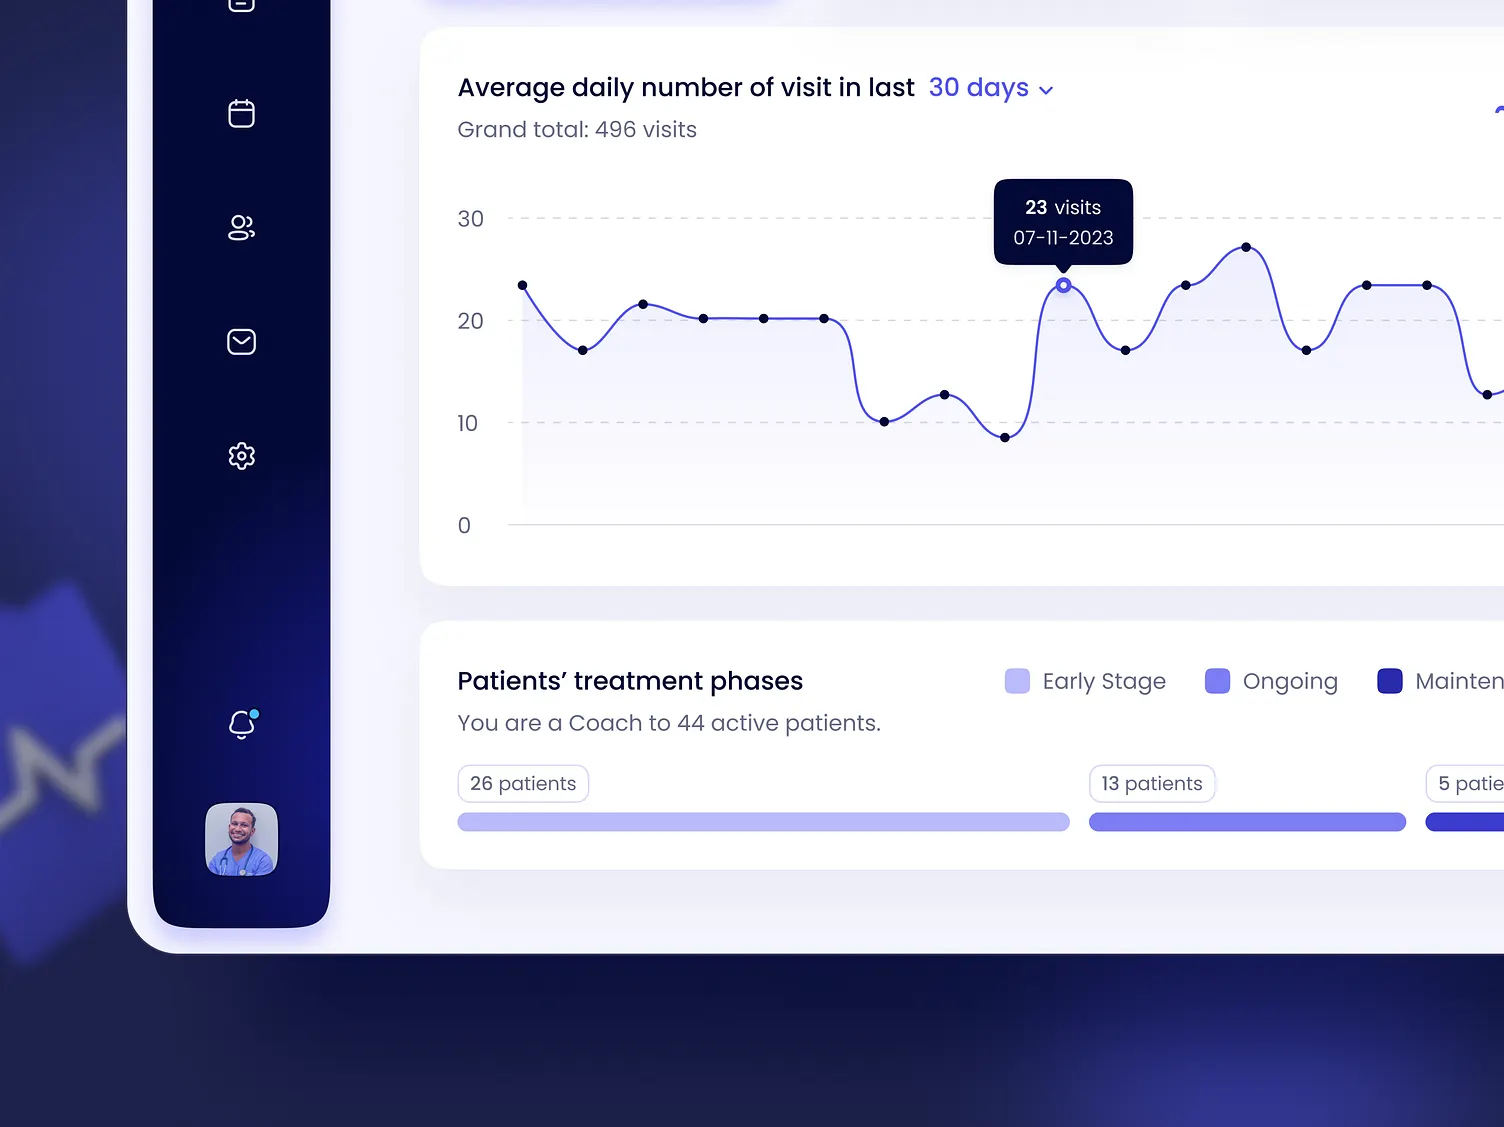 Average daily number of visit in last 30 days
Grand total: 496 visits
30
23 visits
07-11-2023
20
10
0
Patients’ treatment phases
Early Stage
Ongoing
Mainten
You are a Coach to 44 active patients.
26 patients
13 patients
5 patie